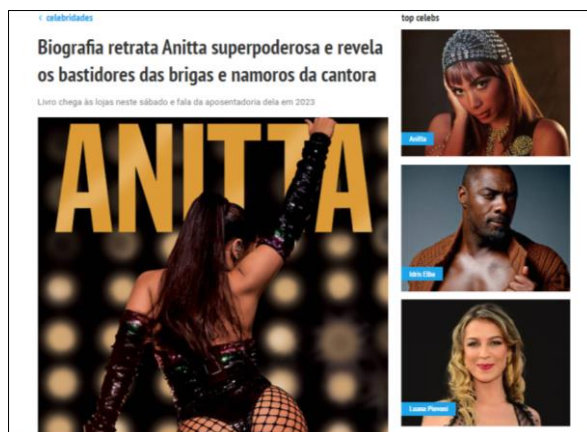 ‹ celebridades
Biografia retrata Anitta superpoderosa e revela
os bastidores das brigas e namoros da cantora
Livro chega às lojas neste sábado e fala da aposentadoria dela em 2023
ANITTA
top celebs
Anitta
Idris Elba
Luana Piovani